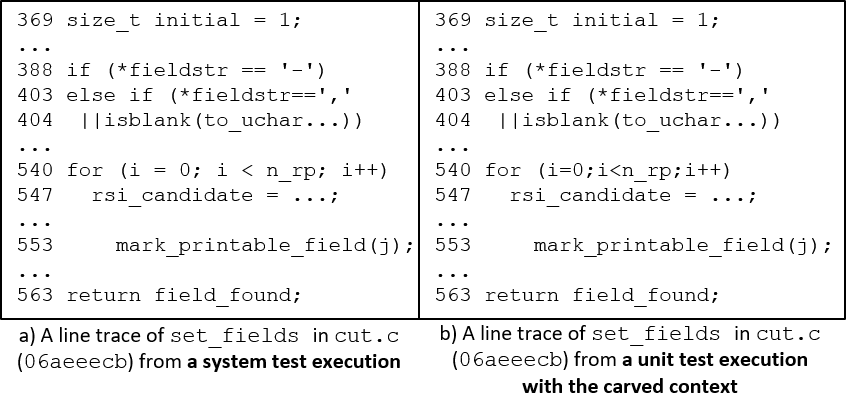 369 size_t initial = 1;
...
388 if (*fieldstr == '-')
403 else if (*fieldstr==','
404 ||isblank(to_uchar...))
...
540 for (i = 0; i < n_rp; i++)
547 rsi_candidate = ...;
...
553 mark_printable_field(j);
...
563 return field_found;
a) A line trace of set_fields in cut.c
(06aeeecb) from a system test execution
369 size_t initial = 1;
...
388 if (*fieldstr == '-')
403 else if (*fieldstr==','
404 ||isblank(to_uchar...))
...
540 for (i=0;i<n_rp;i++)
547 rsi_candidate = ...;
...
553 mark_printable_field(j);
...
563 return field_found;
b) A line trace of set_fields in cut.c
(06aeeecb) from a unit test execution
with the carved context